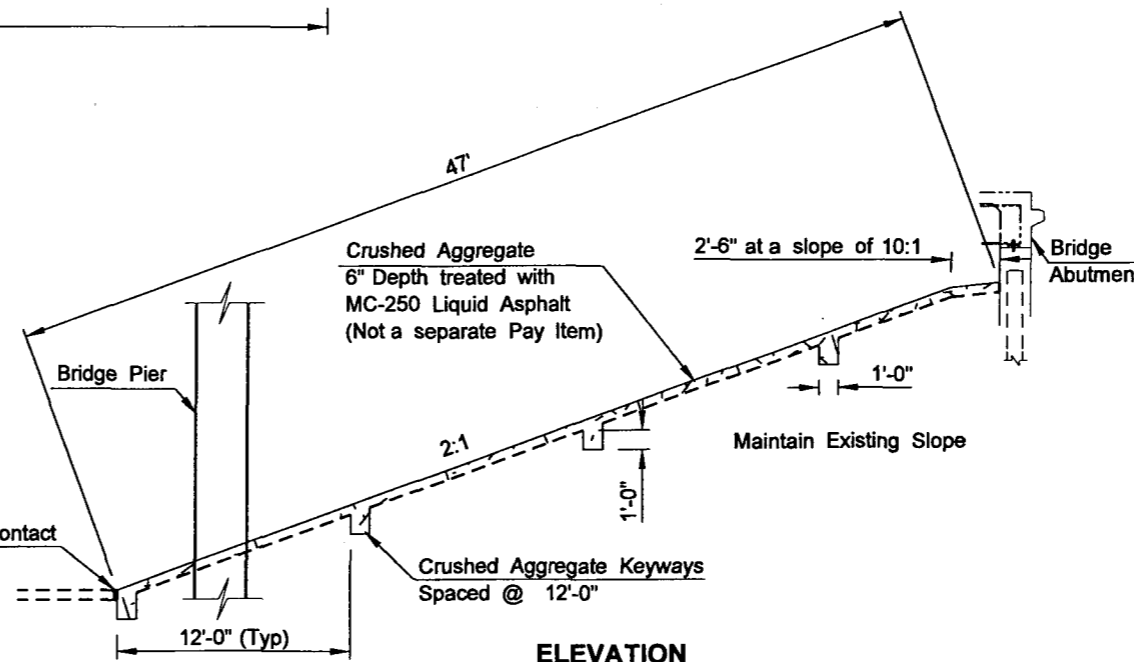 47'
Crushed Aggregate
6" Depth treated with
MC-250 Liquid Asphalt
(Not a separate Pay Item)
2'-6" at a slope of 10:1
Bridge
Abutmen
Bridge Pier
1'-0"
2:1
Maintain Existing Slope
1'-0"
ontact
Crushed Aggregate Keyways
Spaced @ 12'-0"
12'-0" (Typ)
ELEVATION